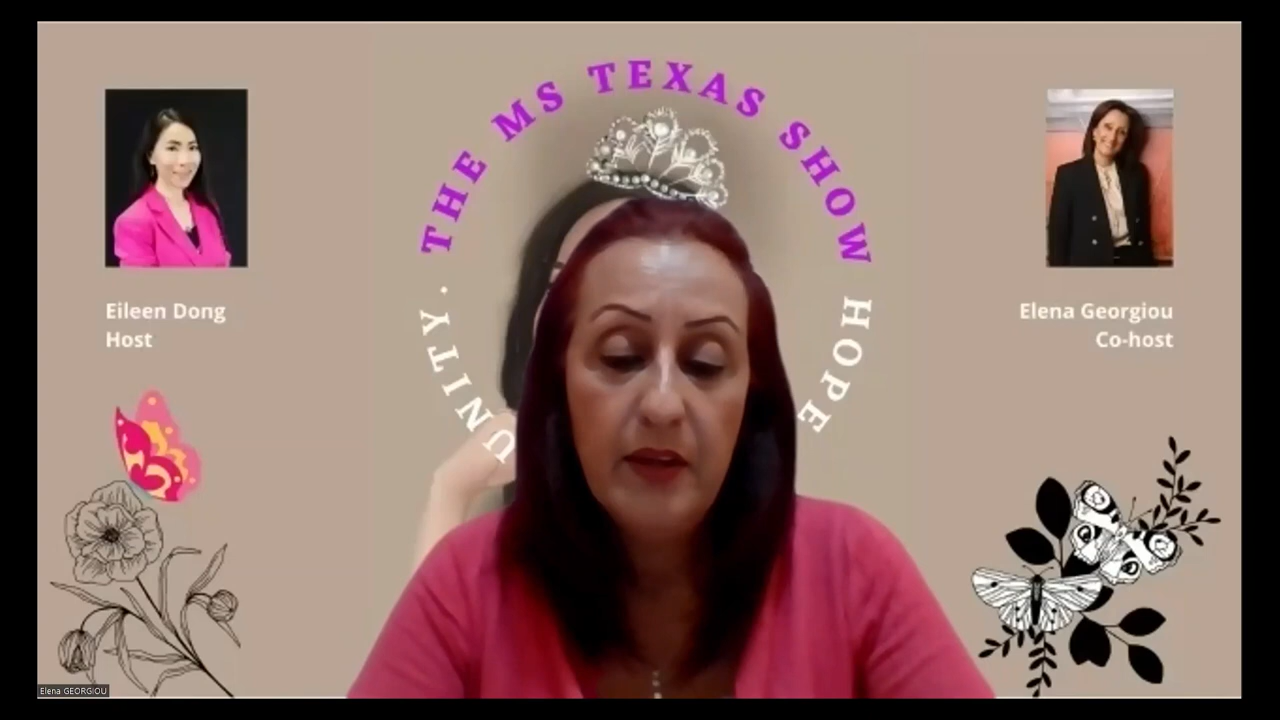 THE MS TEXAS SHOW
HOPE
UNITY.
Eileen Dong
Host
Elena Georgiou
Co-host
Elena GEORGIOU